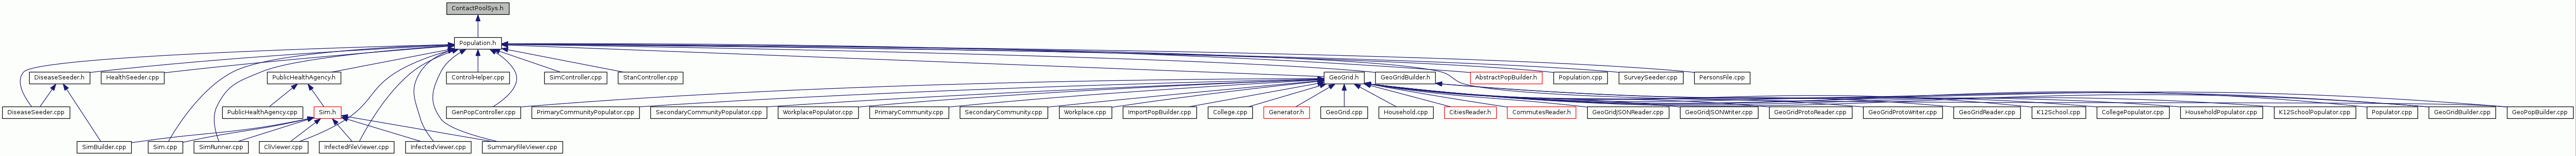 ContactPoolSys.h
Population.h
DiseaseSeeder.h
HealthSeeder.cpp
PublicHealthAgency.h
ControlHelper.cpp
SimController.cpp
StanController.cpp
GeoGrid.h
GeoGridBuilder.h
AbstractPopBuilder.h
Population.cpp
SurveySeeder.cpp
PersonsFile.cpp
DiseaseSeeder.cpp
PublicHealthAgency.cpp
Sim.h
GenPopController.cpp
PrimaryCommunityPopulator.cpp
SecondaryCommunityPopulator.cpp
WorkplacePopulator.cpp
PrimaryCommunity.cpp
SecondaryCommunity.cpp
Workplace.cpp
ImportPopBuilder.cpp
College.cpp
Generator.h
GeoGrid.cpp
Household.cpp
CitiesReader.h
CommutesReader.h
GeoGridJSONReader.cpp
GeoGridJSONWriter.cpp
GeoGridProtoReader.cpp
GeoGridProtoWriter.cpp
GeoGridReader.cpp
K12School.cpp
CollegePopulator.cpp
HouseholdPopulator.cpp
K12SchoolPopulator.cpp
Populator.cpp
GeoGridBuilder.cpp
GeoPopBuilder.cpp
SimBuilder.cpp
Sim.cpp
SimRunner.cpp
CliViewer.cpp
InfectedFileViewer.cpp
InfectedViewer.cpp
SummaryFileViewer.cpp